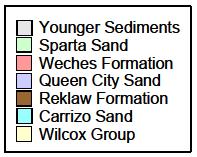 Younger Sediments
Sparta Sand
Weches Formation
Queen City Sand
Reklaw Formation
Carrizo Sand
Wilcox Group